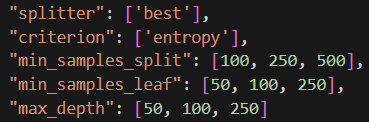 "splitter": ['best'],
"criterion": ['entropy'],
"min_samples_split": [100, 250, 500],
"min_samples_leaf": [50, 100, 250],
"max_depth": [50, 100, 250]